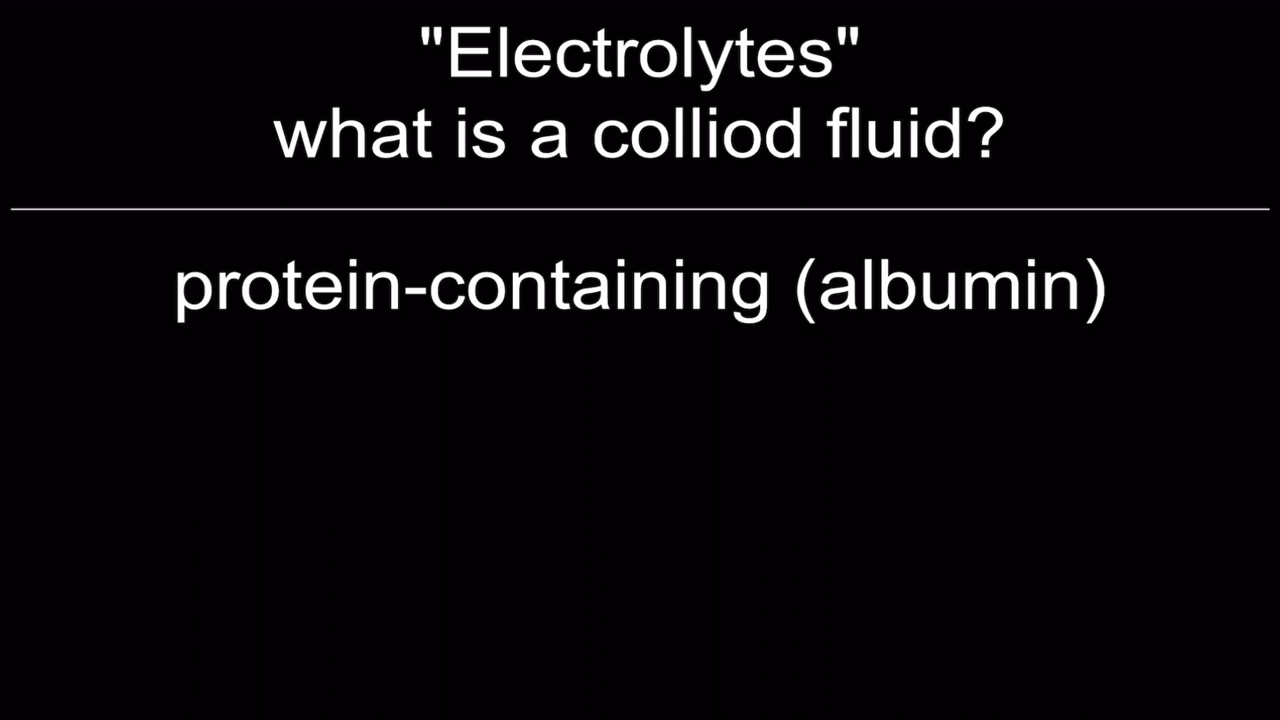 "Electrolytes"
what is a colliod fluid?
protein-containing (albumin)